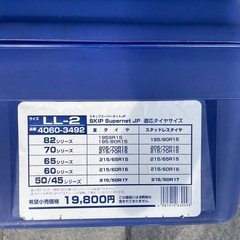 スキップスーパーネットJP
サイズ LL-2 SKIP Supernet JP 適応タイヤサイズ
品番 4060-3492 夏タイヤ スタッドレスタイヤ
82シリーズ 195SR15 195/80R15
70シリーズ
65シリーズ 215/65R15 215/65R15
60シリーズ 215/60R16 215/60R16
50/45シリーズ 215/50R17 215/50R17
希望小売価格 19,800円